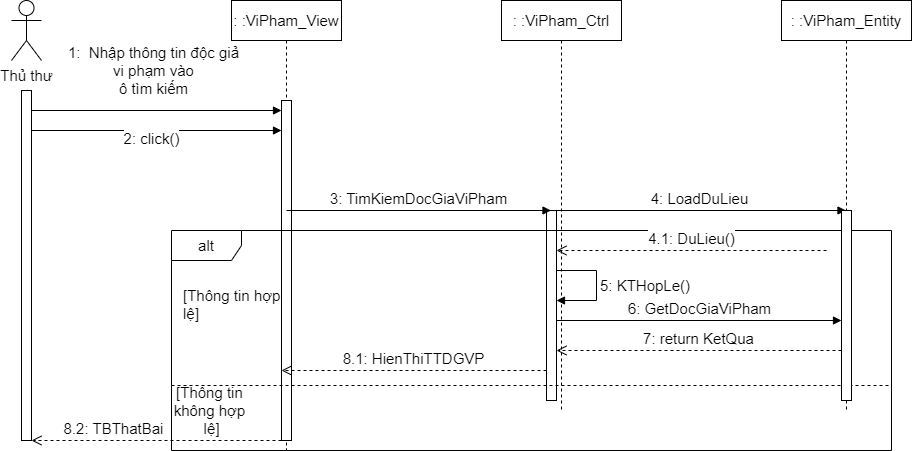 : :ViPham_View
: :ViPham_Ctrl
: :ViPham_Entity
Thủ thư
1: Nhập thông tin độc giả
vi phạm vào
ô tìm kiếm
2: click()
3: TimKiemDocGiaViPham
4: LoadDuLieu
alt
4.1: DuLieu()
[Thông tin hợp
lệ]
5: KTHopLe()
6: GetDocGiaViPham
7: return KetQua
8.1: HienThiTTDGVP
[Thông tin
không hợp
lệ]
8.2: TBThatBai